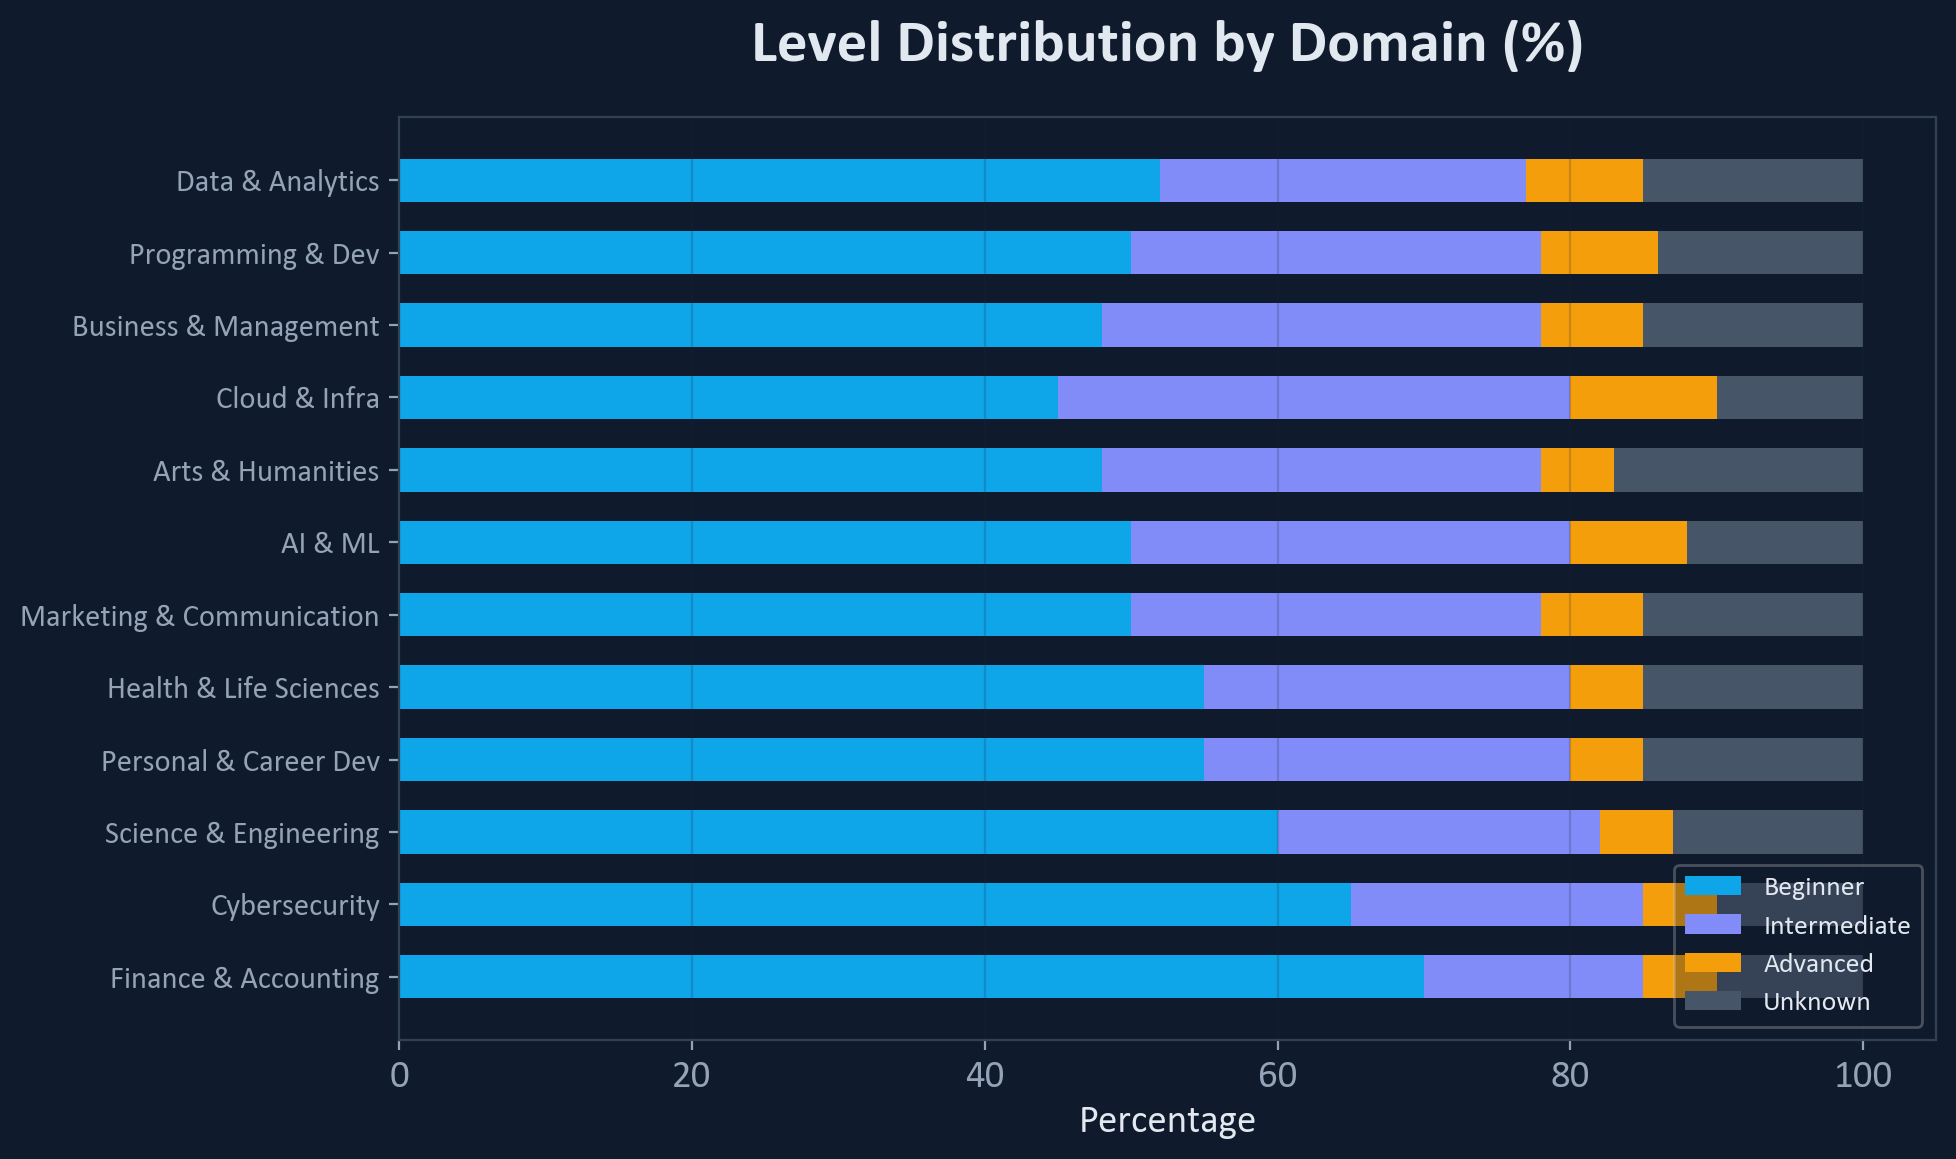 Level Distribution by Domain (%)
Data & Analytics
Programming & Dev
Business & Management
Cloud & Infra
Arts & Humanities
AI & ML
Marketing & Communication
Health & Life Sciences
Personal & Career Dev
Science & Engineering
Cybersecurity
Finance & Accounting
Beginner
Intermediate
Advanced
Unknown
0 20 40 60 80 100
Percentage